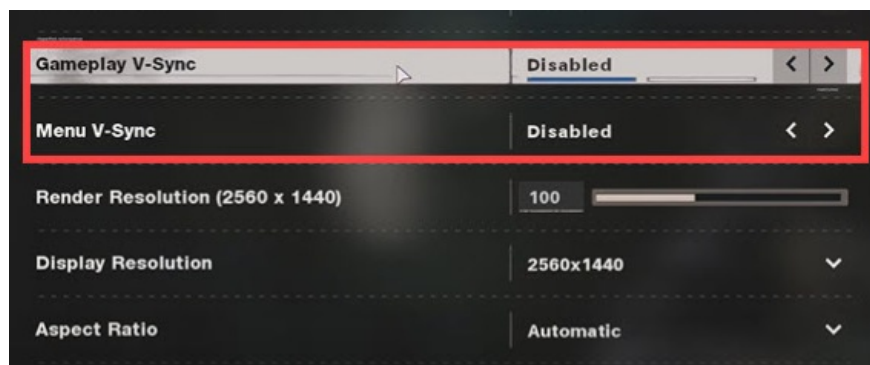 Gameplay V-Sync Disabled
Menu V-Sync Disabled
Render Resolution (2560 x 1440) 100
Display Resolution 2560x1440
Aspect Ratio Automatic